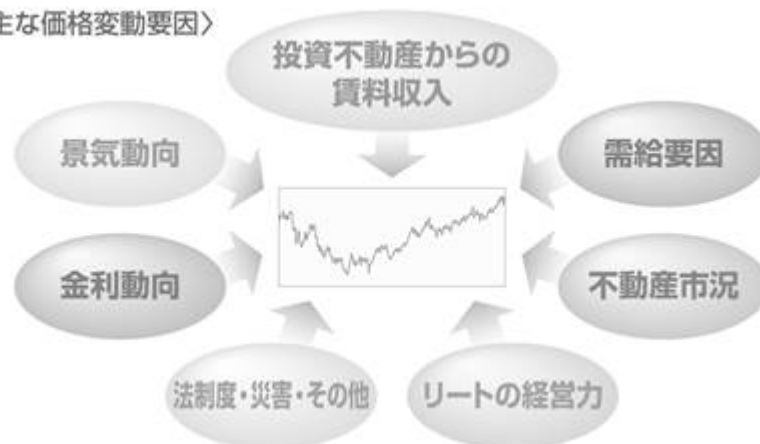 主な価格変動要因〉
投資不動産からの
賃料収入
景気動向
需給要因
金利動向
不動産市況
法制度・災害・その他
リートの経営力